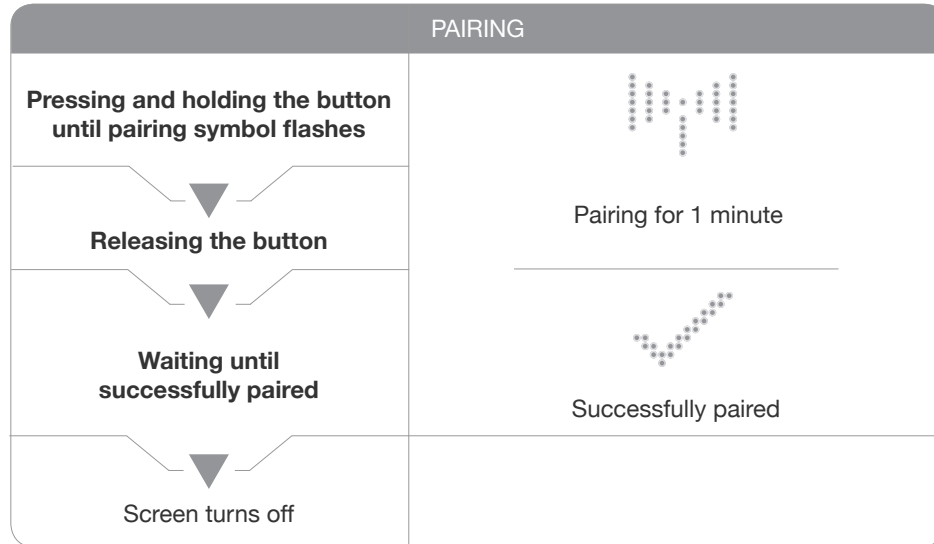 PAIRING
Pressing and holding the button
until pairing symbol flashes
Releasing the button
Pairing for 1 minute
Waiting until
successfully paired
Successfully paired
Screen turns off